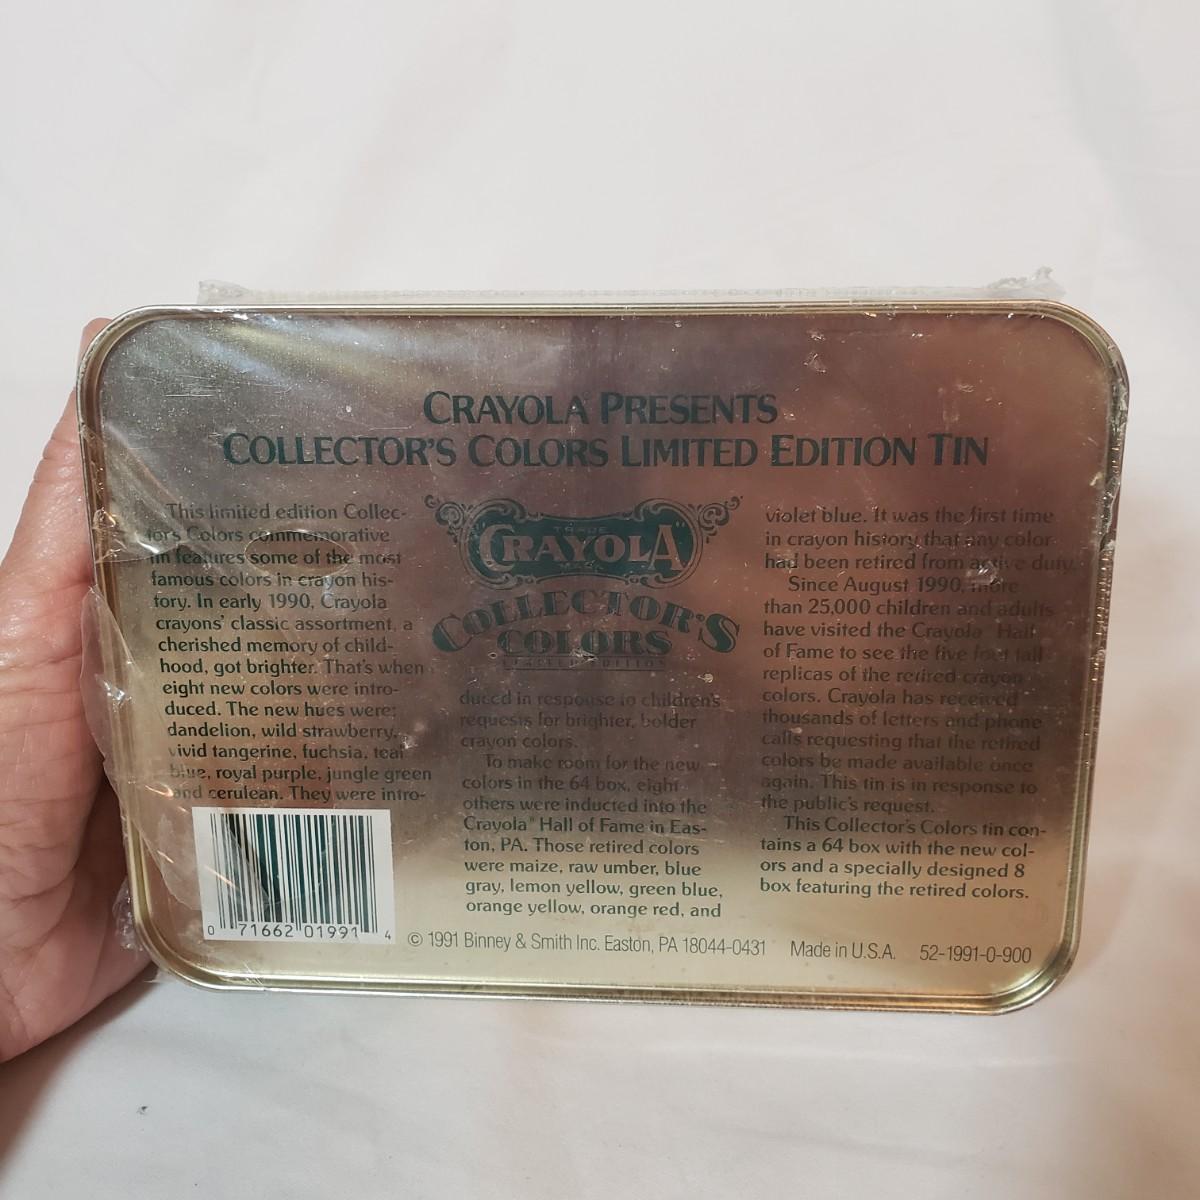 CRAYOLA PRESENTS
COLLECTOR'S COLORS LIMITED EDITION TIN
This limited edition Collec-
tor's Colors commemorative
tin features some of the most
famous colors in crayon his-
tory. In early 1990, Crayola
crayons' classic assortment, a
cherished memory of child-
hood, got brighter. That's when
eight new colors were intro-
duced. The new hues were;
dandelion, wild strawberry,
vivid tangerine, fuchsia, teal
blue, royal purple, jungle green
and cerulean. They were intro-
0 71662 01991 4
TRADE
"CRAYOLA"
MARK
COLLECTOR'S
COLORS
LIMITED EDITION
duced in response to children's
requests for brighter, bolder
crayon colors.
To make room for the new
colors in the 64 box, eight
others were inducted into the
Crayola® Hall of Fame in Eas-
ton, PA. Those retired colors
were maize, raw umber, blue
gray, lemon yellow, green blue,
orange yellow, orange red, and
violet blue. It was the first time
in crayon history that any color
had been retired from active duty.
Since August 1990, more
than 25,000 children and adults
have visited the Crayola® Hall
of Fame to see the five foot tall
replicas of the retired crayon
colors. Crayola has received
thousands of letters and phone
calls requesting that the retired
colors be made available once
again. This tin is in response to
the public's request.
This Collector's Colors tin con-
tains a 64 box with the new col-
ors and a specially designed 8
box featuring the retired colors.
© 1991 Binney & Smith Inc. Easton, PA 18044-0431 Made in U.S.A. 52-1991-0-900